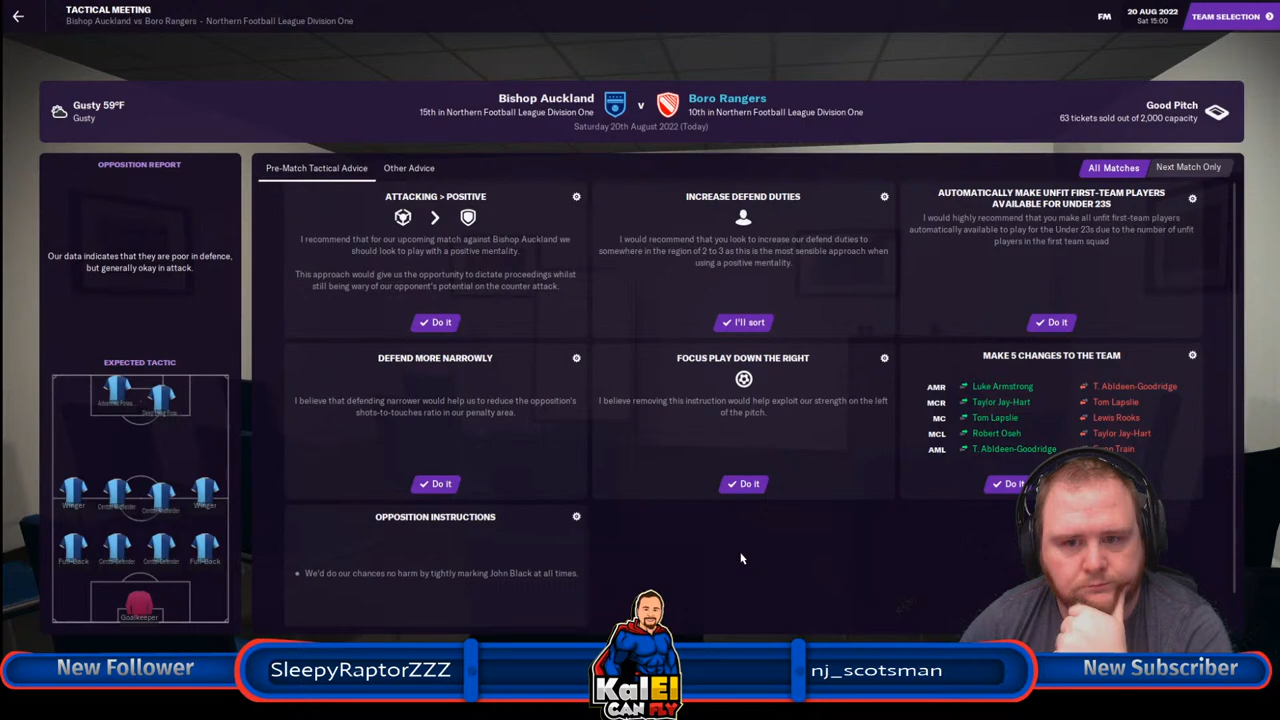 TACTICAL MEETING
Bishop Auckland vs Boro Rangers - Northern Football League Division One
FM
20 AUG 2022
Sat 15:00
TEAM SELECTION
Gusty 59ºF
Gusty
Bishop Auckland
15th in Northern Football League Division One
v
Boro Rangers
10th in Northern Football League Division One
Saturday 20th August 2022 (Today)
Good Pitch
63 tickets sold out of 2,000 capacity
OPPOSITION REPORT
Our data indicates that they are poor in defence,
but generally okay in attack.
EXPECTED TACTIC
Winger
Central Midfielder
Central Midfielder
Winger
Full-Back
Central Defender
Central Defender
Full-Back
Goalkeeper
Pre-Match Tactical Advice
Other Advice
All Matches
Next Match Only
ATTACKING > POSITIVE
I recommend that for our upcoming match against Bishop Auckland we
should look to play with a positive mentality.
This approach would give us the opportunity to dictate proceedings whilst
still being wary of our opponent's potential on the counter attack.
Do it
INCREASE DEFEND DUTIES
I would recommend that you look to increase our defend duties to
somewhere in the region of 2 to 3 as this is the most sensible approach when
using a positive mentality.
I'll sort
AUTOMATICALLY MAKE UNFIT FIRST-TEAM PLAYERS
AVAILABLE FOR UNDER 23S
I would highly recommend that you make all unfit first-team players
automatically available to play for the Under 23s due to the number of unfit
players in the first team squad
Do it
DEFEND MORE NARROWLY
I believe that defending narrower would help us to reduce the opposition's
shots-to-touches ratio in our penalty area.
Do it
FOCUS PLAY DOWN THE RIGHT
I believe removing this instruction would help exploit our strength on the left
of the pitch.
Do it
MAKE 5 CHANGES TO THE TEAM
AMR Luke Armstrong T. Abldeen-Goodridge
MCR Taylor Jay-Hart Tom Lapslie
MC Tom Lapslie Lewis Rooks
MCL Robert Oseh Taylor Jay-Hart
AML T. Abldeen-Goodridge Train
Do it
OPPOSITION INSTRUCTIONS
• We'd do our chances no harm by tightly marking John Black at all times.
New Follower
SleepyRaptorZZZ
KalEl
CAN FLY
nj_scotsman
New Subscriber